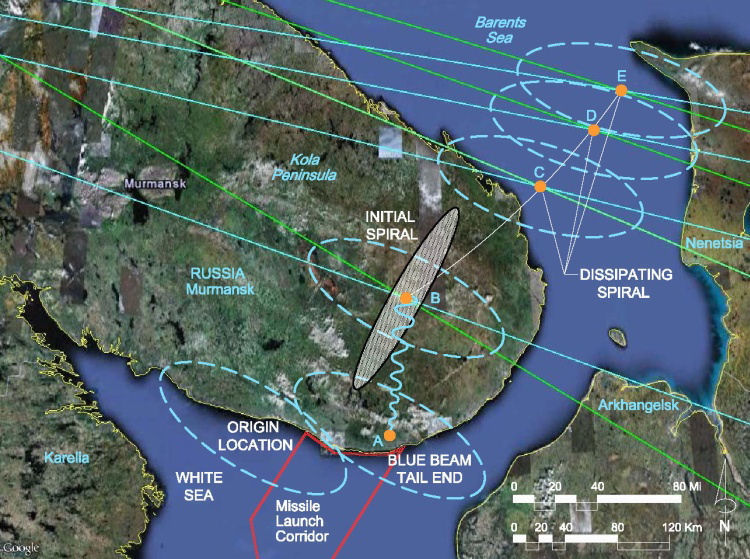 Barents
Sea
E
D
C
Kola
Peninsula
Murmansk
INITIAL
SPIRAL
Nenetsia
RUSSIA
Murmansk
B
DISSIPATING
SPIRAL
Arkhangelsk
ORIGIN
LOCATION
A
Karelia
BLUE BEAM
TAIL END
WHITE
SEA
Missile
Launch
Corridor
0 20 40 80 Mi
0 20 40 60 80 120 Km
N
Google